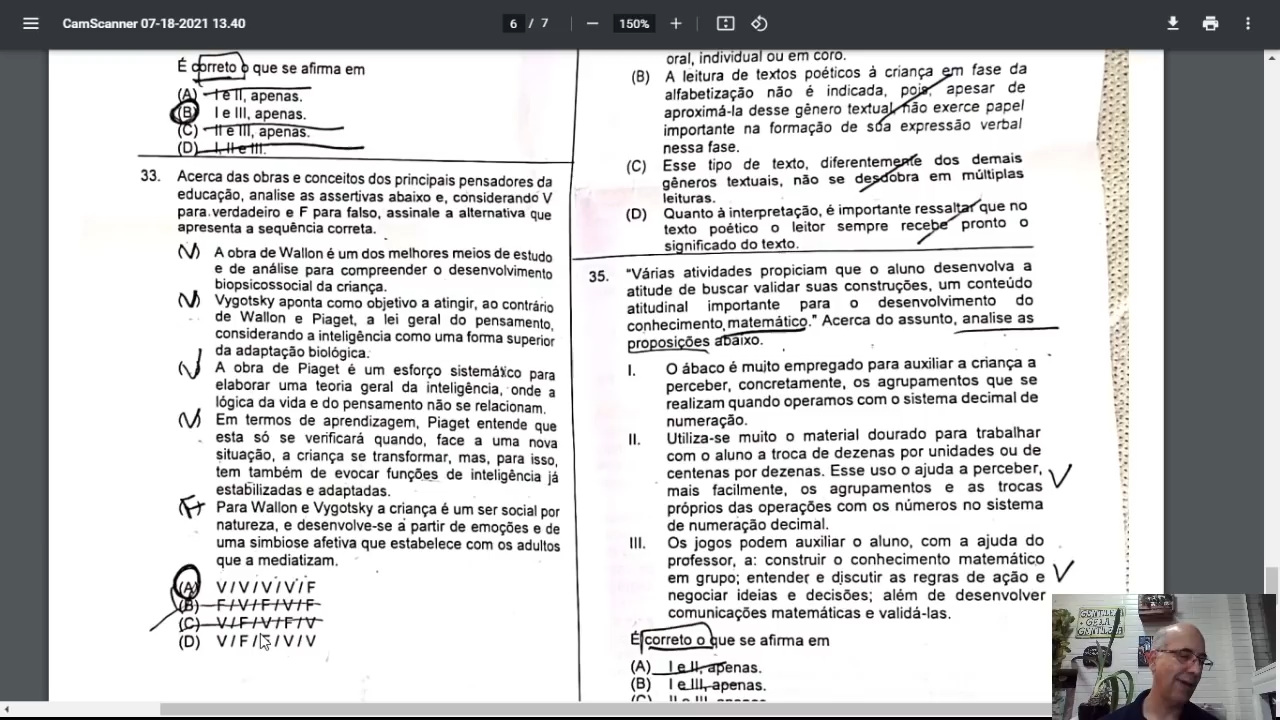 CamScanner 07-18-2021 13.40
6 / 7
150%
É correto o que se afirma em
(A) I e II, apenas.
(B) I e III, apenas.
(C) II e III, apenas.
(D) I, II e III.
33. Acerca das obras e conceitos dos principais pensadores da
educação, analise as assertivas abaixo e, considerando V
para verdadeiro e F para falso, assinale a alternativa que
apresenta a sequência correta.
(V) A obra de Wallon é um dos melhores meios de estudo
e de análise para compreender o desenvolvimento
biopsicossocial da criança.
(V) Vygotsky aponta como objetivo a atingir, ao contrário
de Wallon e Piaget, a lei geral do pensamento,
considerando a inteligência como uma forma superior
da adaptação biológica.
(V) A obra de Piaget é um esforço sistemático para
elaborar uma teoria geral da inteligência, onde a
lógica da vida e do pensamento não se relacionam.
(V) Em termos de aprendizagem, Piaget entende que
esta só se verificará quando, face a uma nova
situação, a criança se transformar, mas, para isso,
tem também de evocar funções de inteligência já
estabilizadas e adaptadas.
(F) Para Wallon e Vygotsky a criança é um ser social por
natureza, e desenvolve-se a partir de emoções e de
uma simbiose afetiva que estabelece com os adultos
que a mediatizam.
(A) V / V / V / V / F
(B) F / V / F / V / F
(C) V / F / V / F / V
(D) V / F / / V / V
oral, individual ou em coro.
(B) A leitura de textos poéticos à criança em fase da
alfabetização não é indicada, pois, apesar de
aproximá-la desse gênero textual, não exerce papel
importante na formação de sua expressão verbal
nessa fase.
(C) Esse tipo de texto, diferentemente dos demais
gêneros textuais, não se desdobra em múltiplas
leituras.
(D) Quanto à interpretação, é importante ressaltar que no
texto poético o leitor sempre recebe pronto o
significado do texto.
35. "Várias atividades propiciam que o aluno desenvolva a
atitude de buscar validar suas construções, um conteúdo
atitudinal importante para o desenvolvimento do
conhecimento matemático." Acerca do assunto, analise as
proposições abaixo.
I. O ábaco é muito empregado para auxiliar a criança a
perceber, concretamente, os agrupamentos que se
realizam quando operamos com o sistema decimal de
numeração.
II. Utiliza-se muito o material dourado para trabalhar
com o aluno a troca de dezenas por unidades ou de
centenas por dezenas. Esse uso o ajuda a perceber,
mais facilmente, os agrupamentos e as trocas
próprios das operações com os números no sistema
de numeração decimal.
III. Os jogos podem auxiliar o aluno, com a ajuda do
professor, a: construir o conhecimento matemático
em grupo; entender e discutir as regras de ação e
negociar ideias e decisões; além de desenvolver
comunicações matemáticas e validá-las.
É correto o que se afirma em
(A) I e II, apenas.
(B) I e III, apenas.
(C) II e III, apenas.